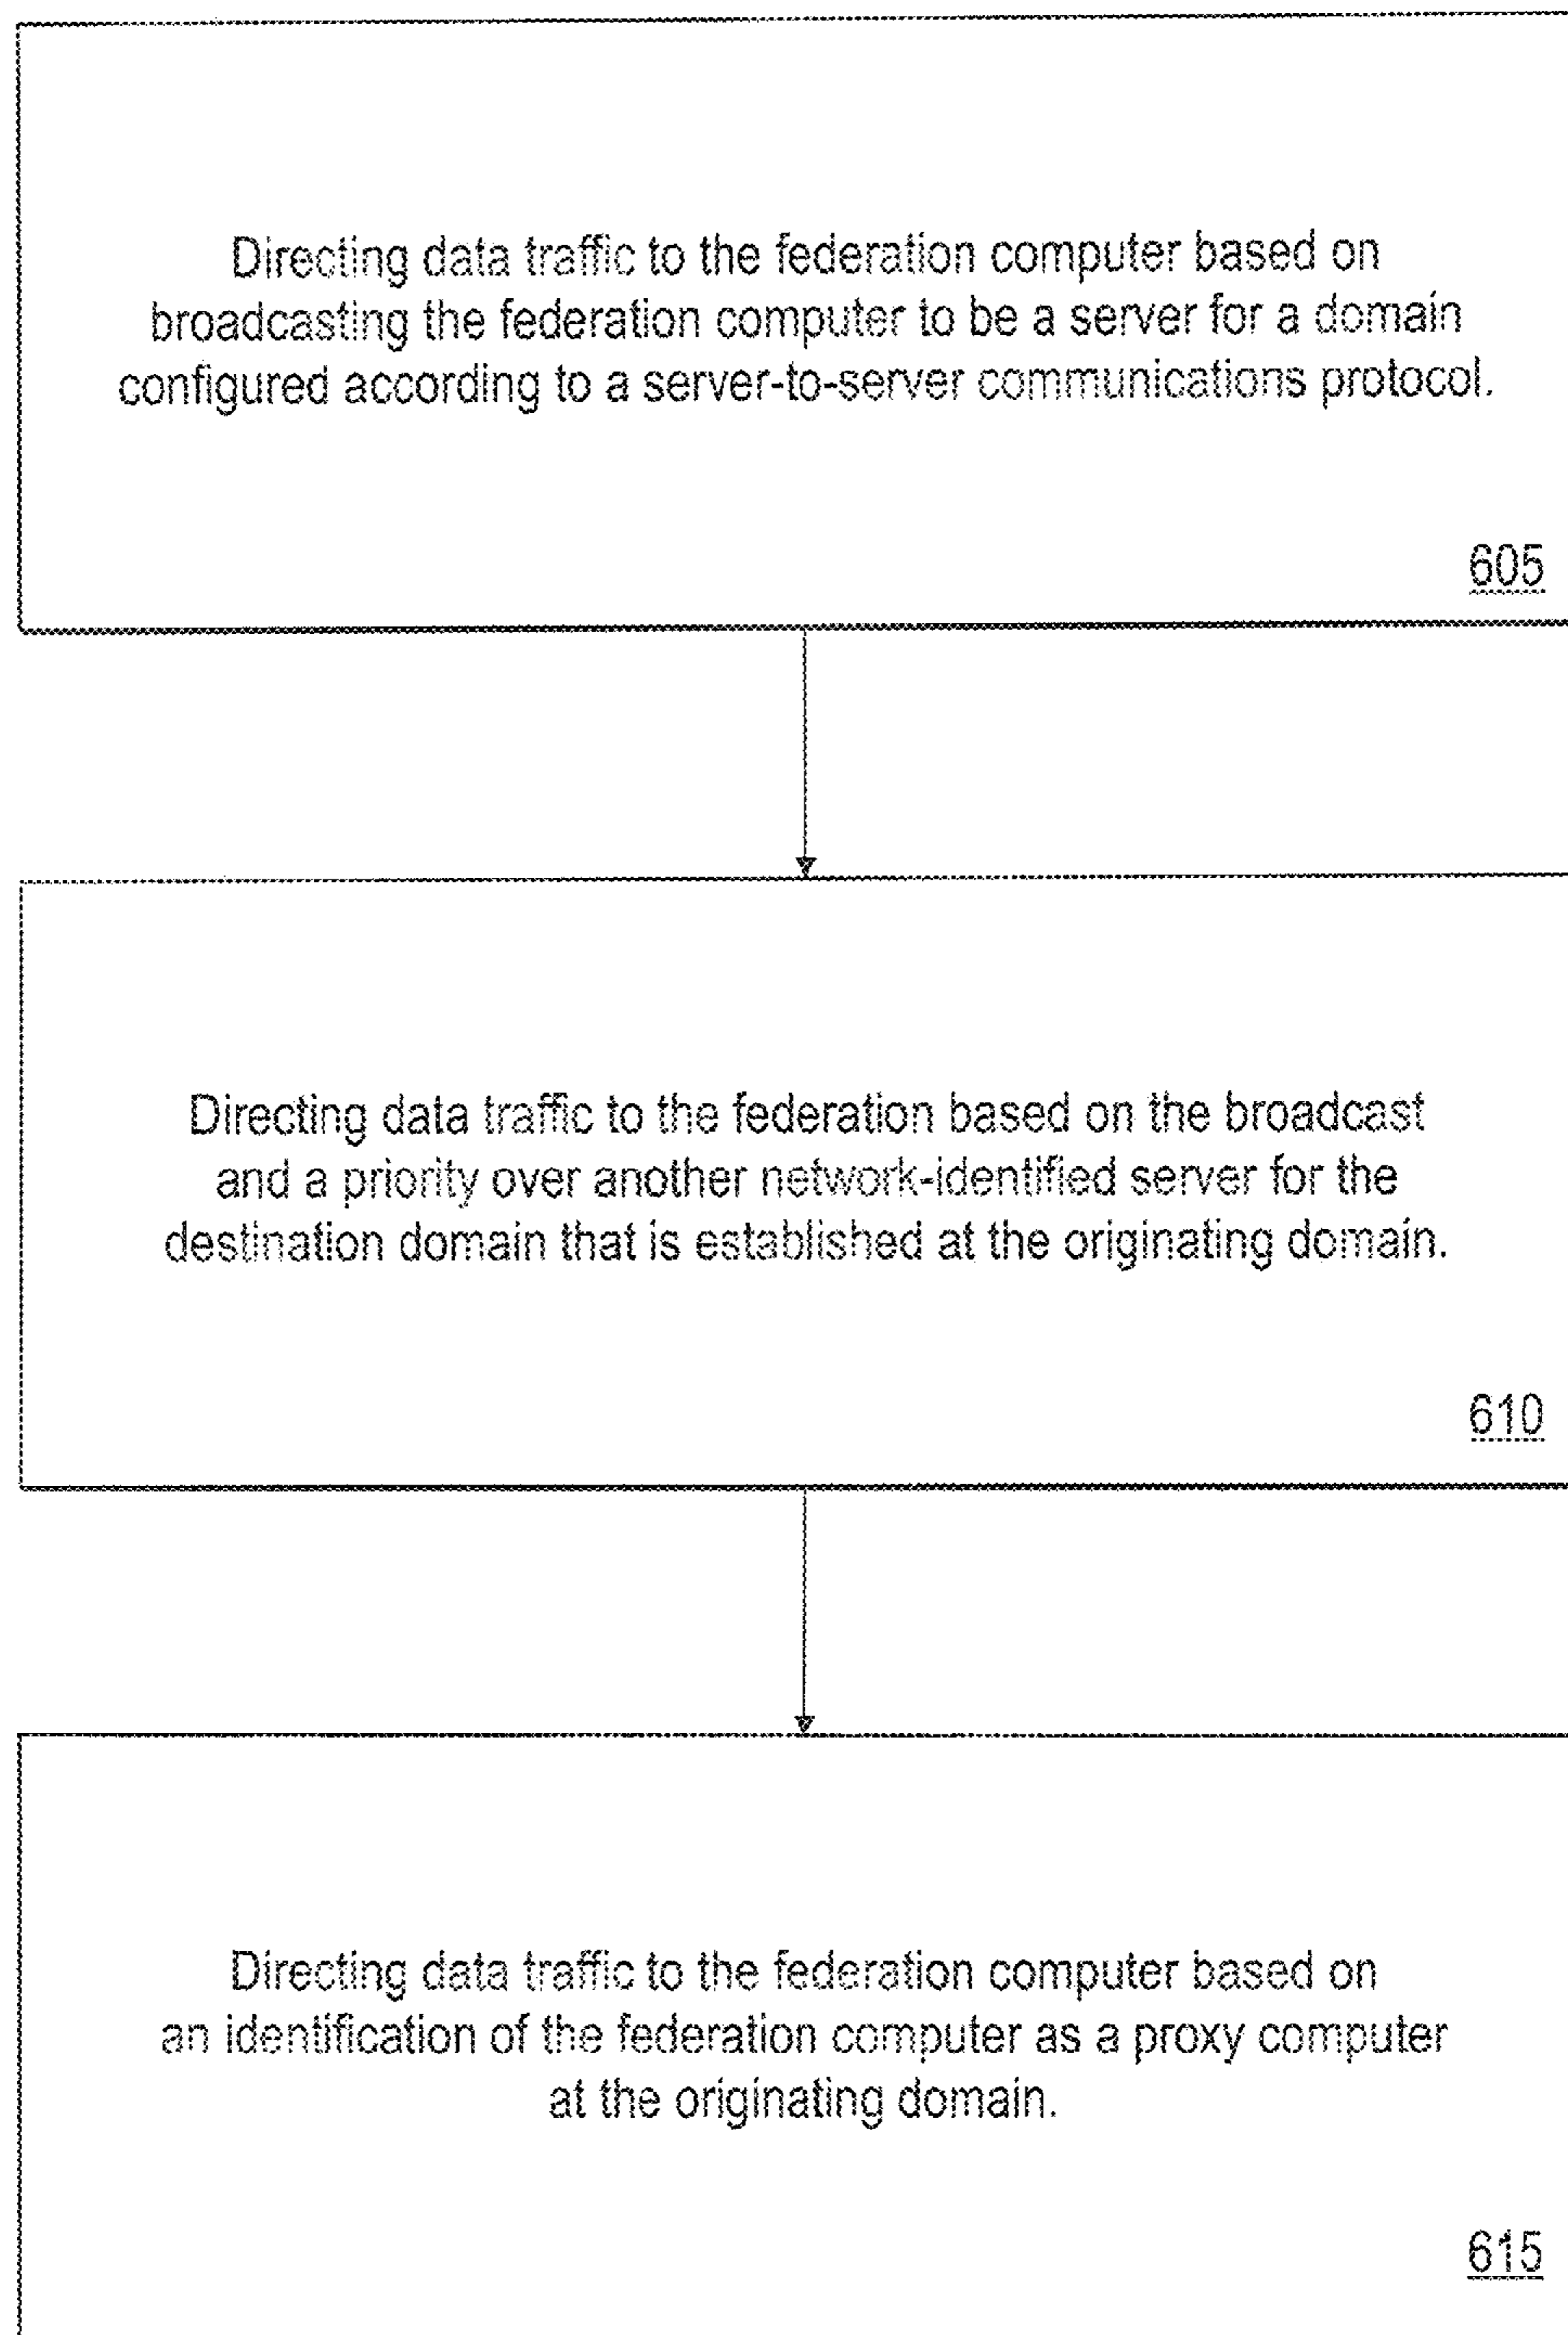 Directing data traffic to the federation computer based on
broadcasting the federation computer to be a server for a domain
configured according to a server-to-server communications protocol.
605
Directing data traffic to the federation based on the broadcast
and a priority over another network-identified server for the
destination domain that is established at the originating domain.
610
Directing data traffic to the federation computer based on
an identification of the federation computer as a proxy computer
at the originating domain.
615